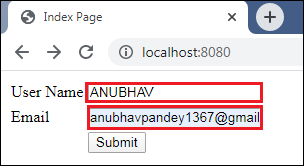 Index Page
localhost:8080
User Name ANUBHAV
Email anubhavpandey1367@gmail
Submit